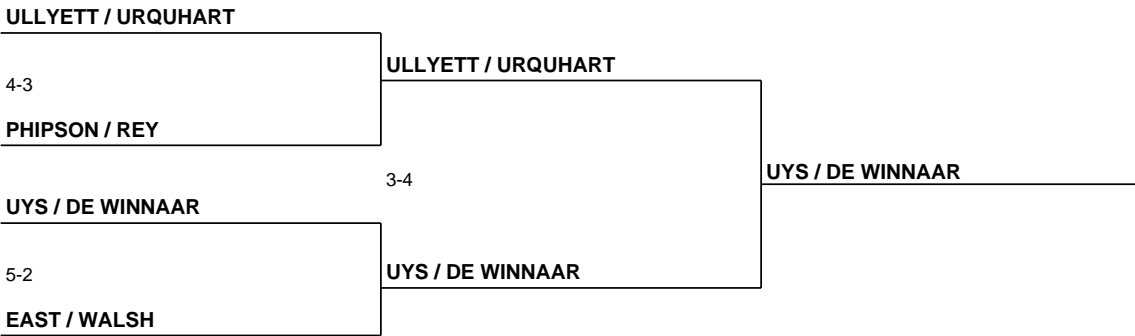 ULLYETT / URQUHART
4-3
PHIPSON / REY
UYS / DE WINNAAR
5-2
EAST / WALSH
ULLYETT / URQUHART
3-4
UYS / DE WINNAAR
UYS / DE WINNAAR